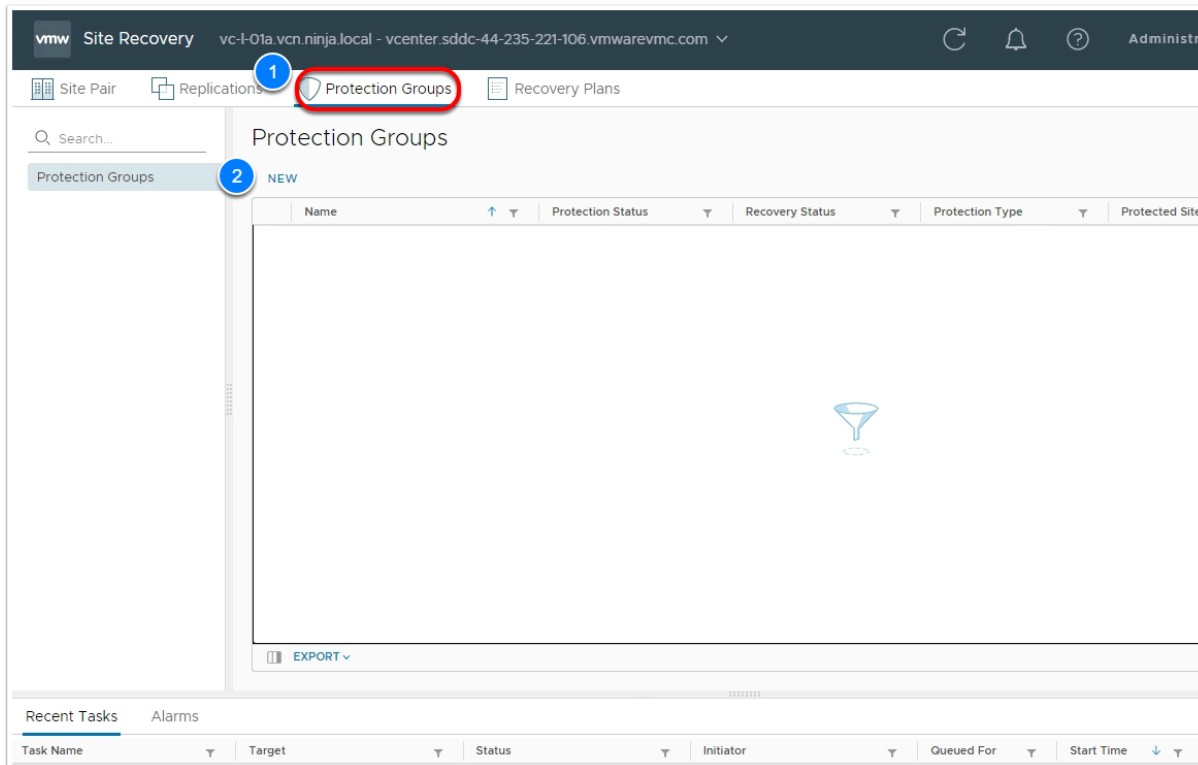 vmw Site Recovery vc-l-01a.vcn.ninja.local - vcenter.sddc-44-235-221-106.vmwarevmc.com Administr
1
Site Pair Replications Protection Groups Recovery Plans
Search... Protection Groups
Protection Groups 2 NEW
Name Protection Status Recovery Status Protection Type Protected Site
EXPORT
Recent Tasks Alarms
Task Name Target Status Initiator Queued For Start Time